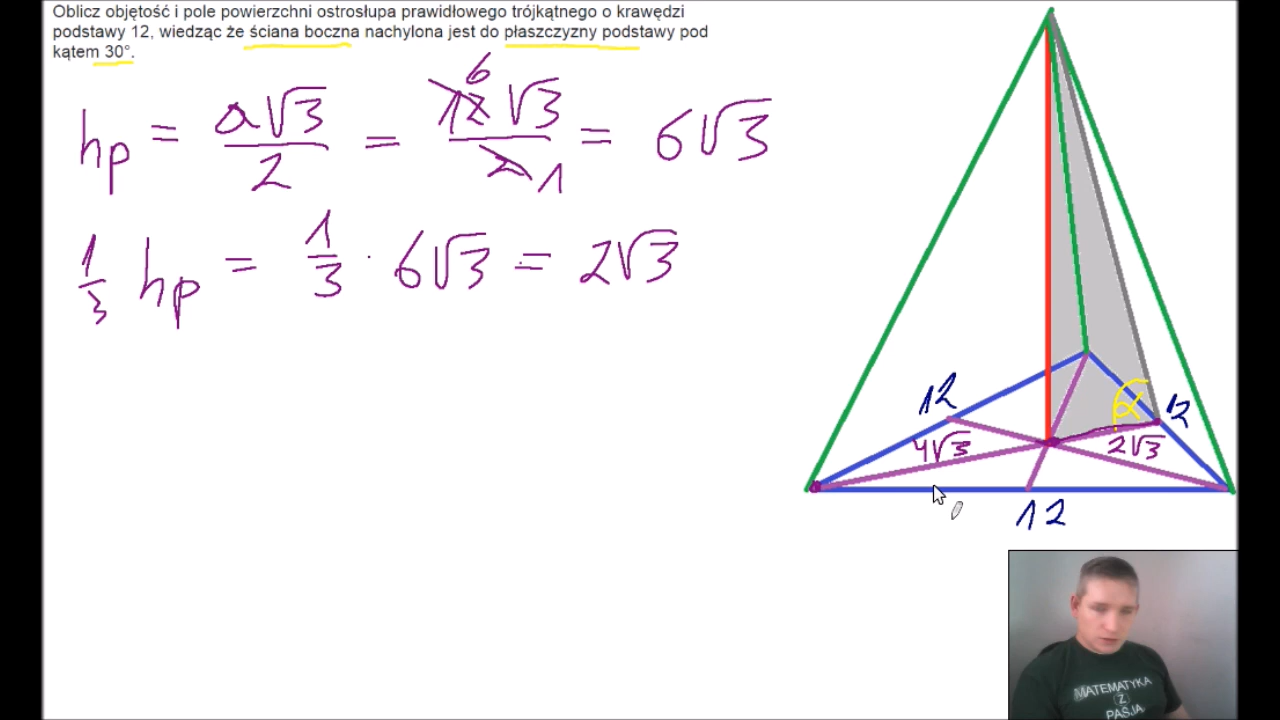 Oblicz objętość i pole powierzchni ostrosłupa prawidłowego trójkątnego o krawędzi
podstawy 12, wiedząc że ściana boczna nachylona jest do płaszczyzny podstawy pod
kątem 30°.
hp = a√3/2 = 12√3/2 = 6√3
6
1
1/3 hp = 1/3 · 6√3 = 2√3
12
α
12
4√3
2√3
12
MATEMATYKA
Z
PASJĄ